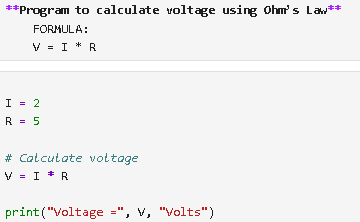 **Program to calculate voltage using Ohm's Law**
FORMULA:
V = I * R
I = 2
R = 5
# Calculate voltage
V = I * R
print("Voltage =", V, "Volts")